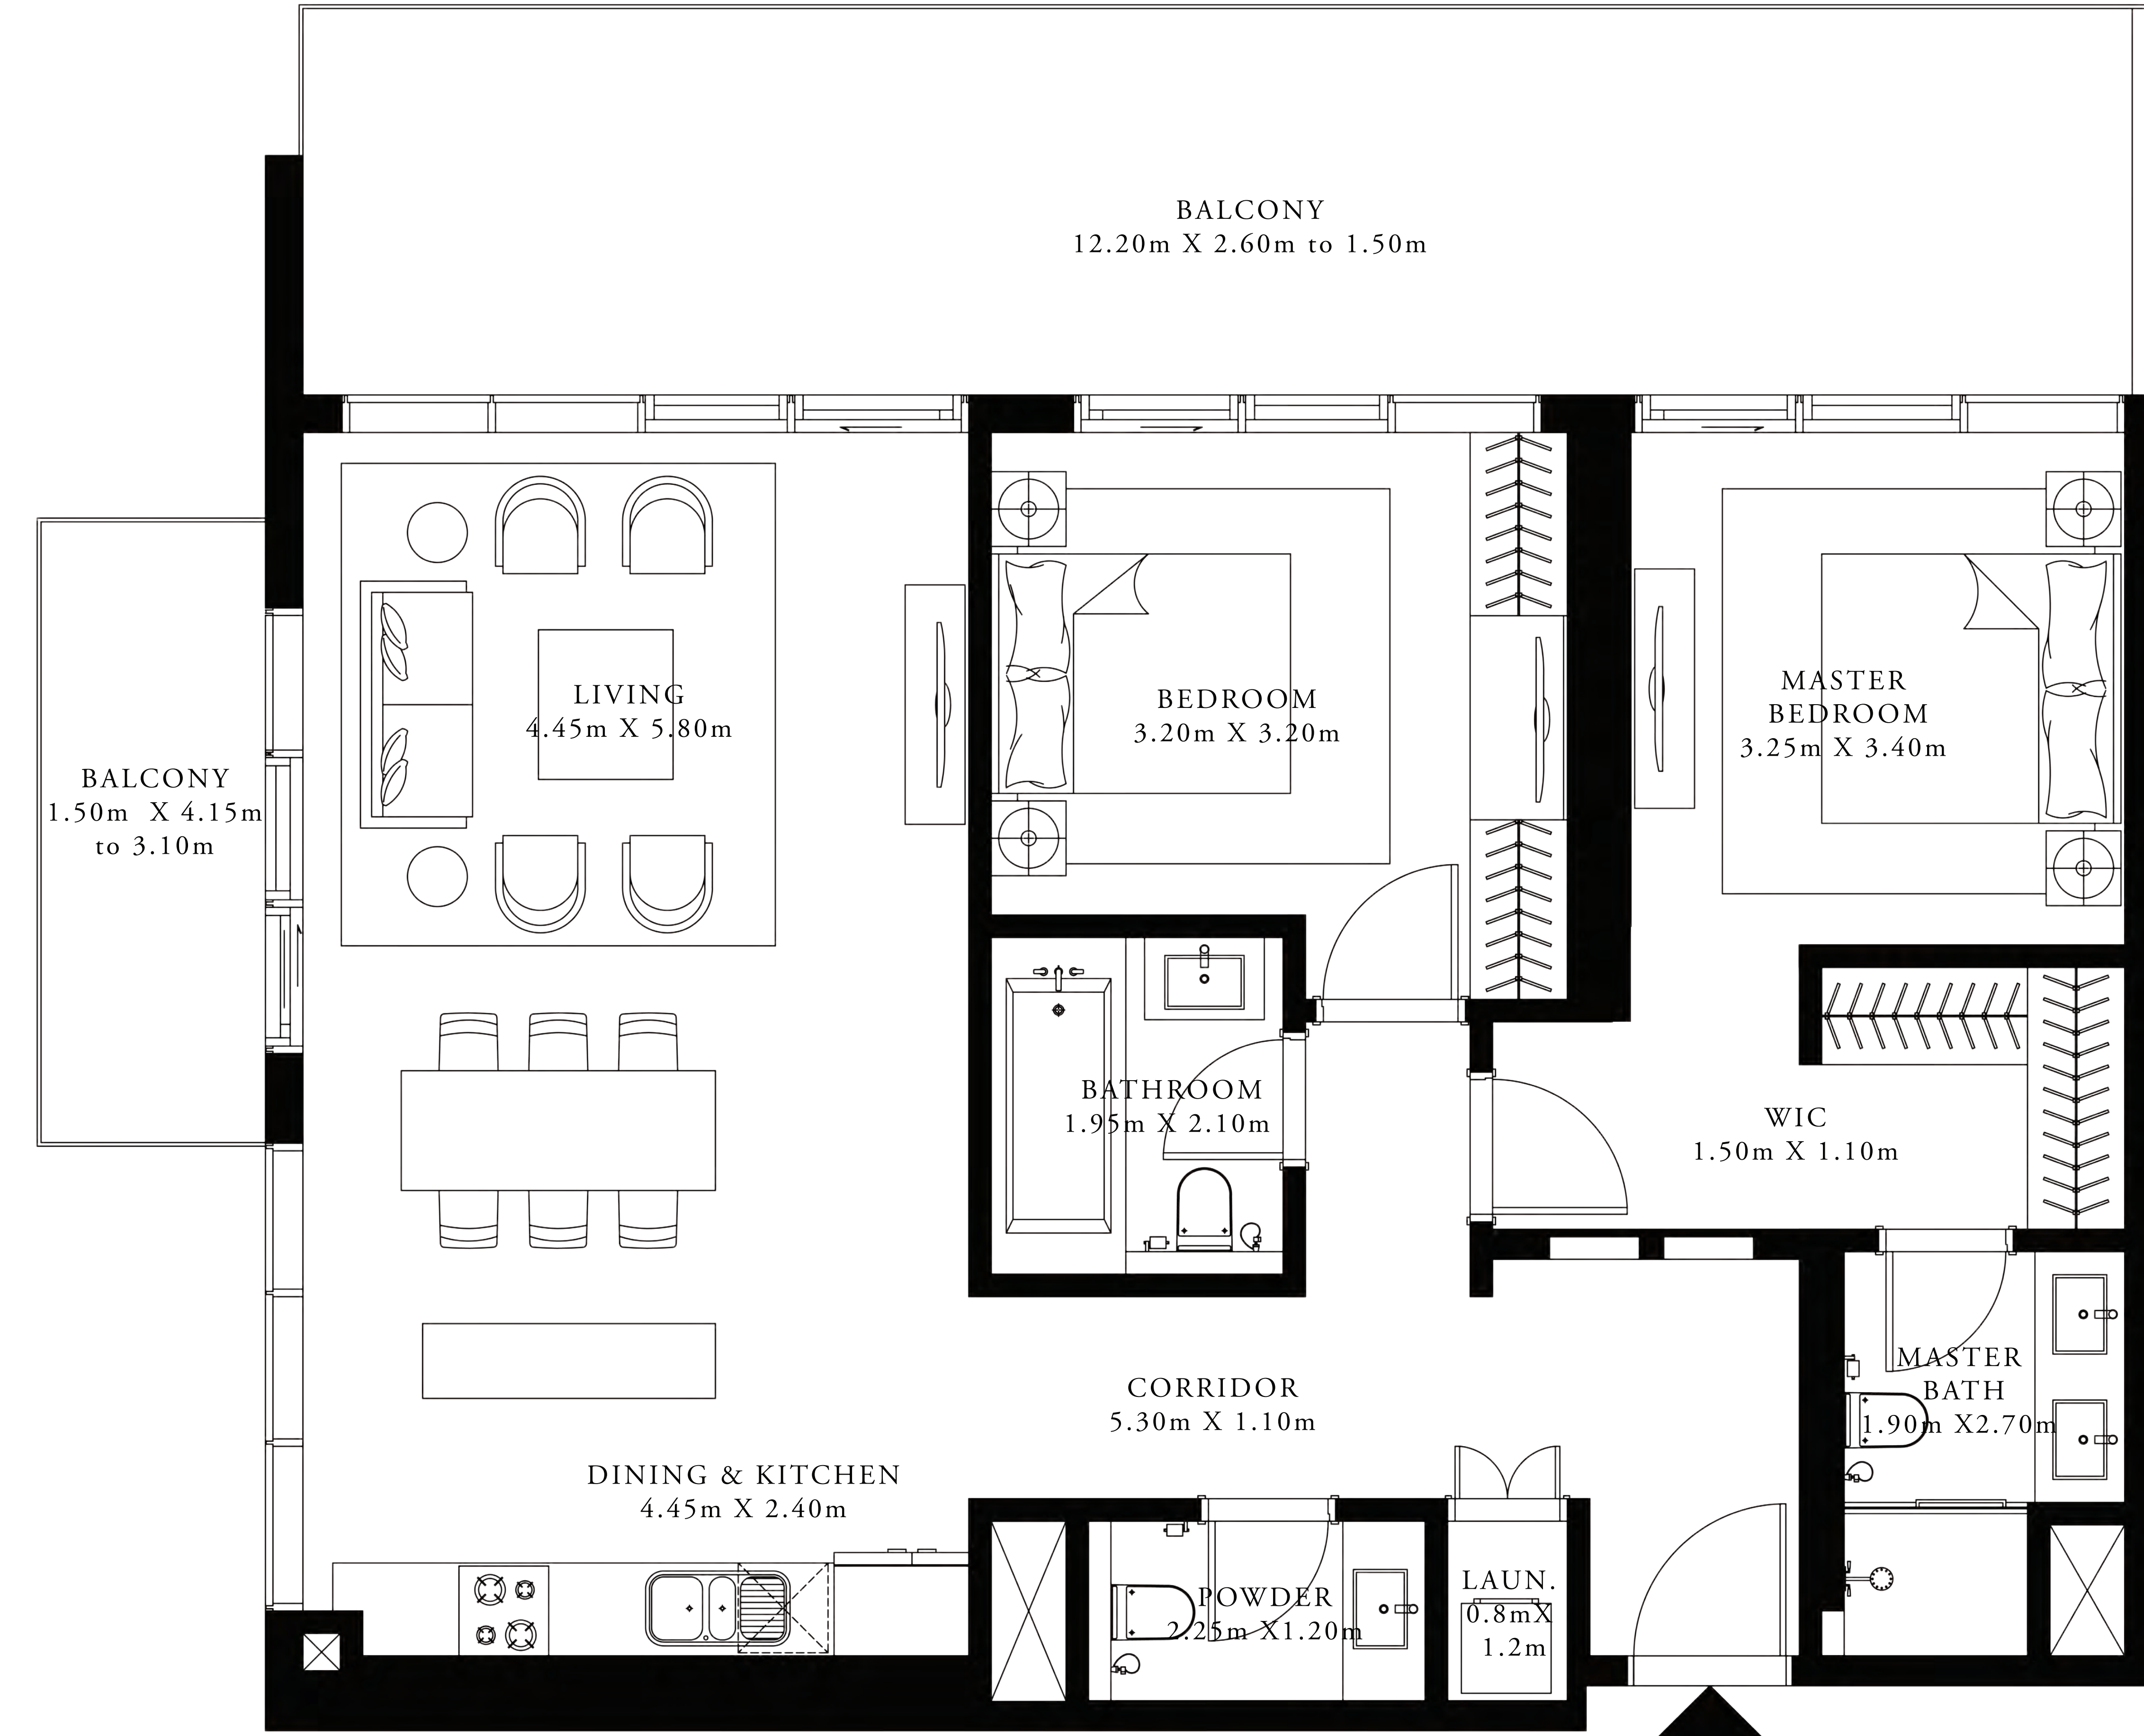 BALCONY
12.20m X 2.60m to 1.50m
LIVING
4.45m X 5.80m
BEDROOM
3.20m X 3.20m
MASTER
BEDROOM
3.25m X 3.40m
BALCONY
1.50m X 4.15m
to 3.10m
BATHROOM
1.95m X 2.10m
WIC
1.50m X 1.10m
MASTER
BATH
1.90m X2.70m
CORRIDOR
5.30m X 1.10m
DINING & KITCHEN
4.45m X 2.40m
POWDER
2.25m X1.20m
LAUN.
0.8mX
1.2m